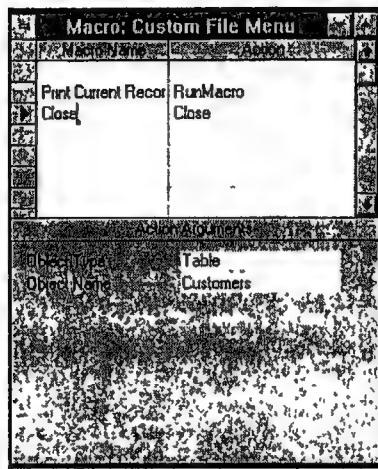 Macro: Custom File Menu
Macro Name Action
Print Current Recor RunMacro
Close Close
Action Arguments
Object Type Table
Object Name Customers